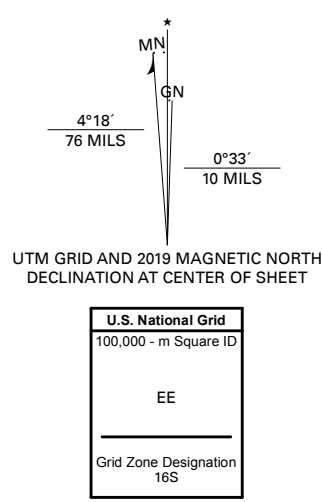 ★
MN
GN
4°18´
76 MILS
0°33´
10 MILS
UTM GRID AND 2019 MAGNETIC NORTH
DECLINATION AT CENTER OF SHEET
U.S. National Grid
100,000 - m Square ID
EE
Grid Zone Designation
16S